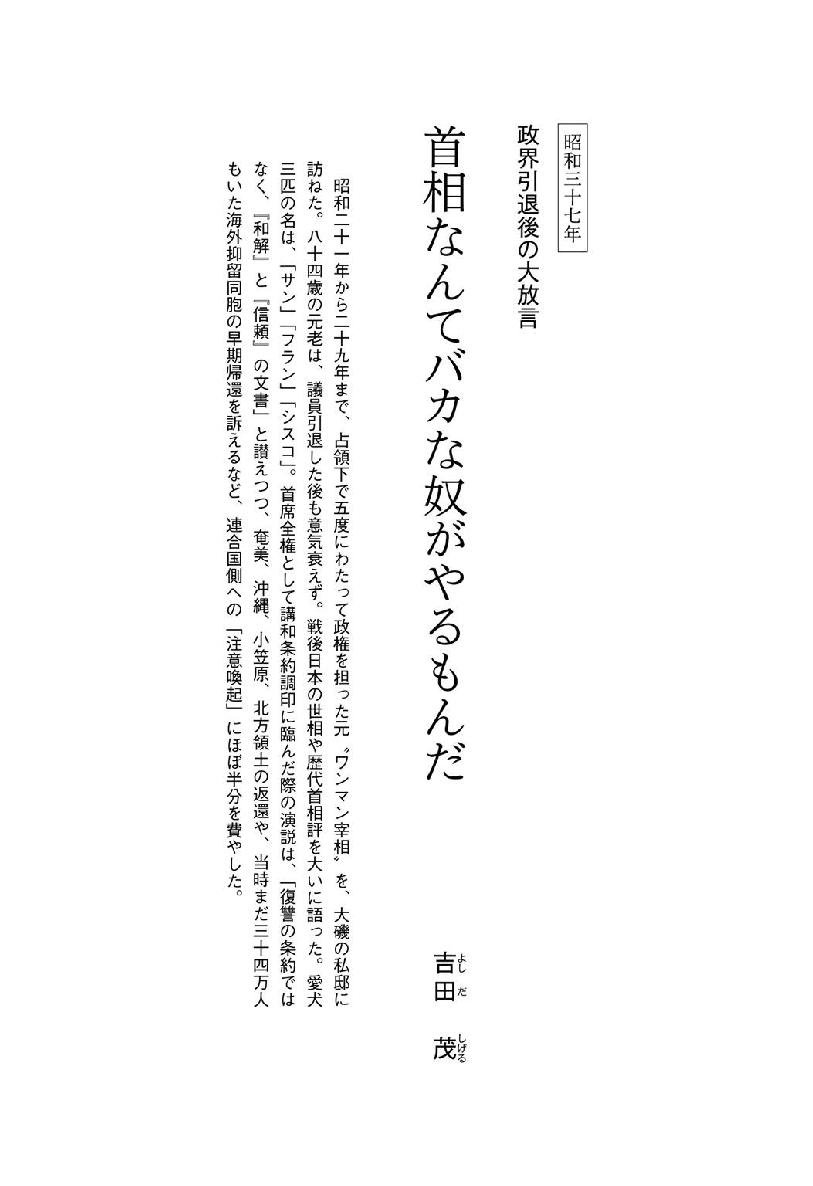 昭和三十七年
政界引退後の大放言
首相なんてバカな奴がやるもんだ
吉田 茂
よし だ しげる
昭和二十一年から二十九年まで、占領下で五度にわたって政権を担った元〝ワンマン宰相〟を、大磯の私邸に
訪ねた。八十四歳の元老は、議員引退した後も意気衰えず。戦後日本の世相や歴代首相評を大いに語った。愛犬
三匹の名は、「サン」「フラン」「シスコ」。首席全権として講和条約調印に臨んだ際の演説は、「復讐の条約では
なく、『和解』と『信頼』の文書」と讃えつつ、奄美、沖縄、小笠原、北方領土の返還や、当時まだ三十四万人
もいた海外抑留同胞の早期帰還を訴えるなど、連合国側への「注意喚起」にほぼ半分を費やした。